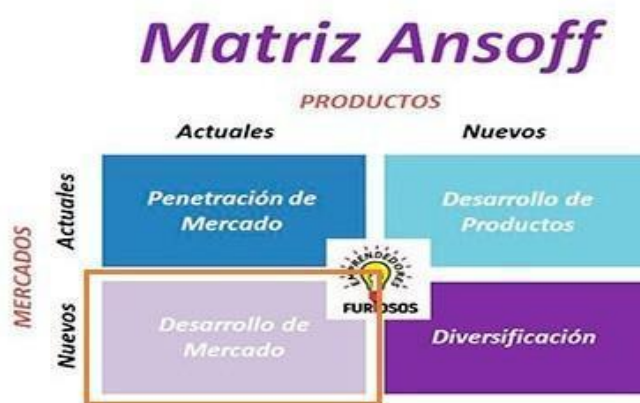 Matriz Ansoff
PRODUCTOS
Actuales
Nuevos
MERCADOS
Actuales
Penetración de
Mercado
Desarrollo de
Productos
EMPRENDEDORES
FURIOSOS
Nuevos
Desarrollo de
Mercado
Diversificación